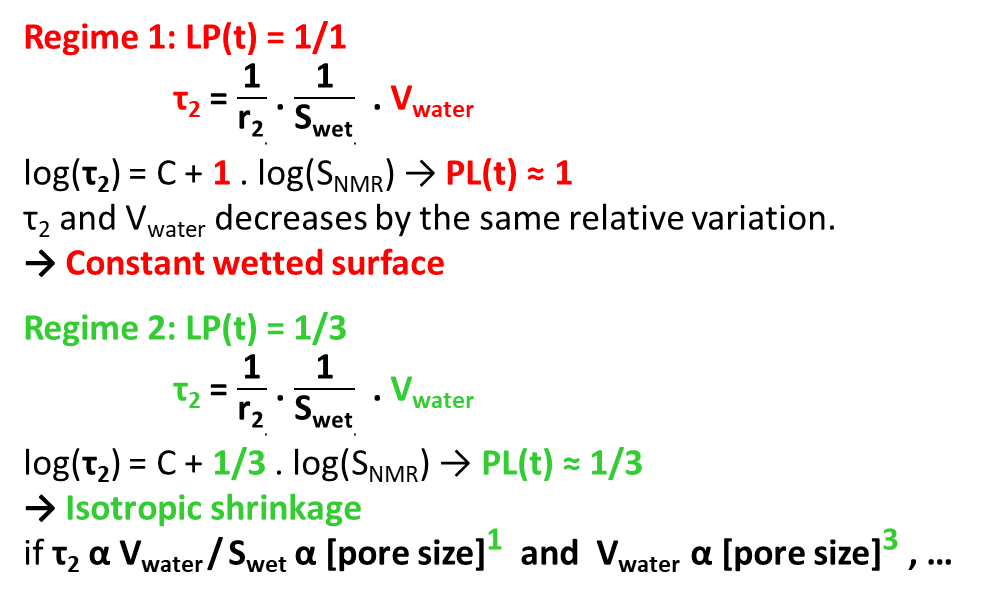 Regime 1: LP(t) = 1/1
τ₂ = 1/r₂ . 1/Swet . Vwater
log(τ₂) = C + 1 . log(SNMR) → PL(t) ≈ 1
τ₂ and Vwater decreases by the same relative variation.
→ Constant wetted surface
Regime 2: LP(t) = 1/3
τ₂ = 1/r₂ . 1/Swet . Vwater
log(τ₂) = C + 1/3 . log(SNMR) → PL(t) ≈ 1/3
→ Isotropic shrinkage
if τ₂ α Vwater / Swet α [pore size]¹ and Vwater α [pore size]³ , ...